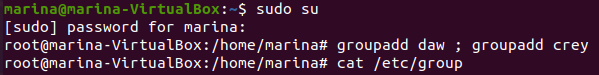 marina@marina-VirtualBox:~$ sudo su
[sudo] password for marina:
root@marina-VirtualBox:/home/marina# groupadd daw ; groupadd crey
root@marina-VirtualBox:/home/marina# cat /etc/group